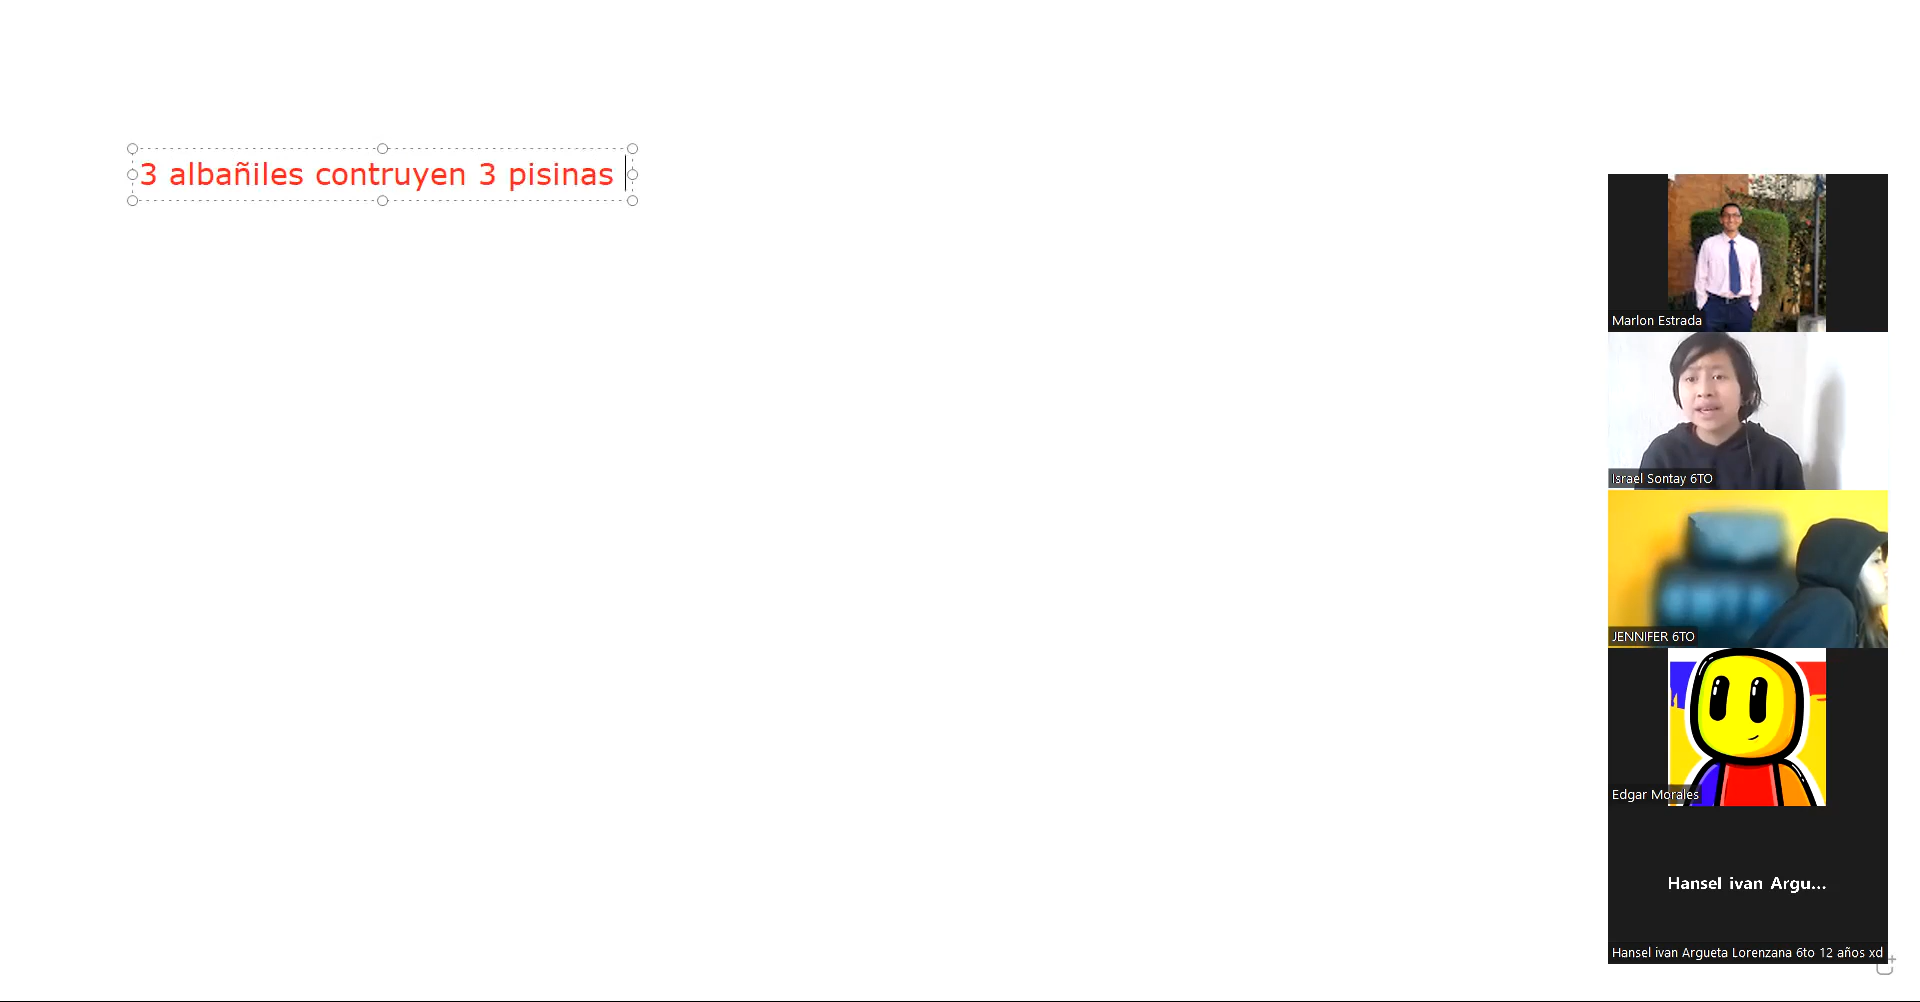 3 albañiles contruyen 3 pisinas
Marlon Estrada
Israel Sontay 6TO
JENNIFER 6TO
Edgar Morales
Hansel ivan Argu...
Hansel ivan Argueta Lorenzana 6to 12 años xd